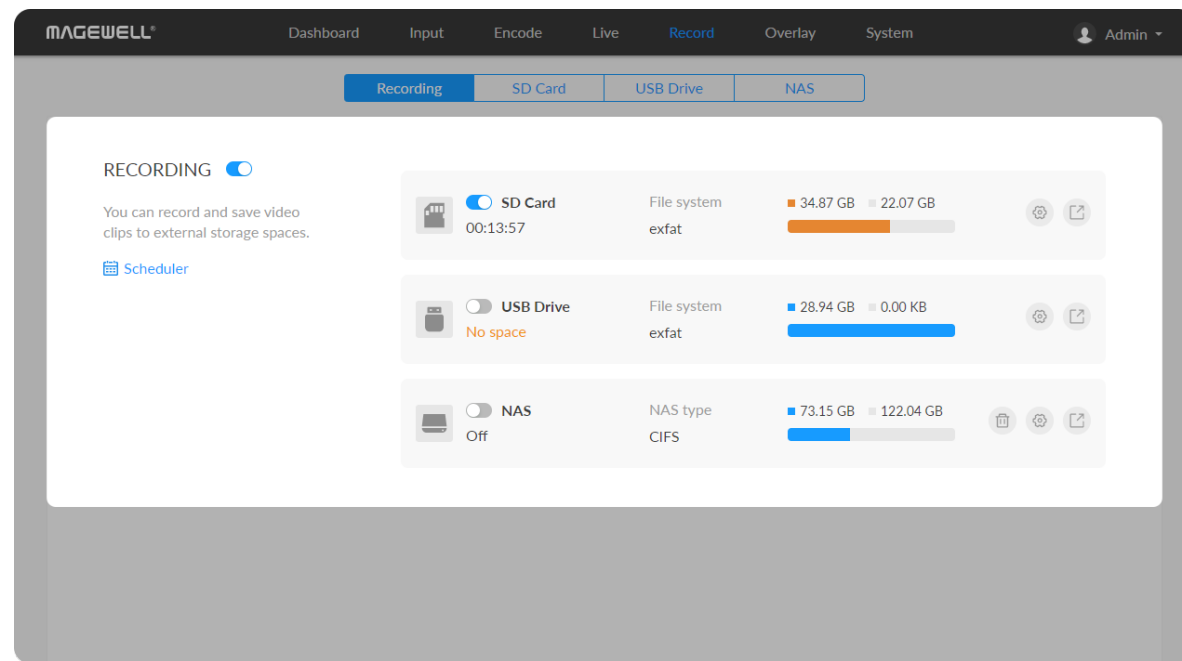 MAGEWELL®
Dashboard Input Encode Live Record Overlay System Admin
Recording SD Card USB Drive NAS
RECORDING
You can record and save video
clips to external storage spaces.
Scheduler
SD Card File system 34.87 GB 22.07 GB
00:13:57 exfat
USB Drive File system 28.94 GB 0.00 KB
No space exfat
NAS NAS type 73.15 GB 122.04 GB
Off CIFS